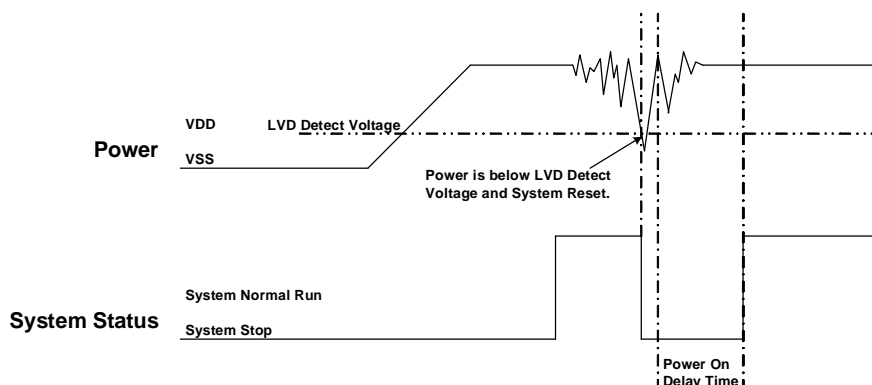 VDD
LVD Detect Voltage
Power
VSS
Power is below LVD Detect
Voltage and System Reset.
System Normal Run
System Status
System Stop
Power On
Delay Time